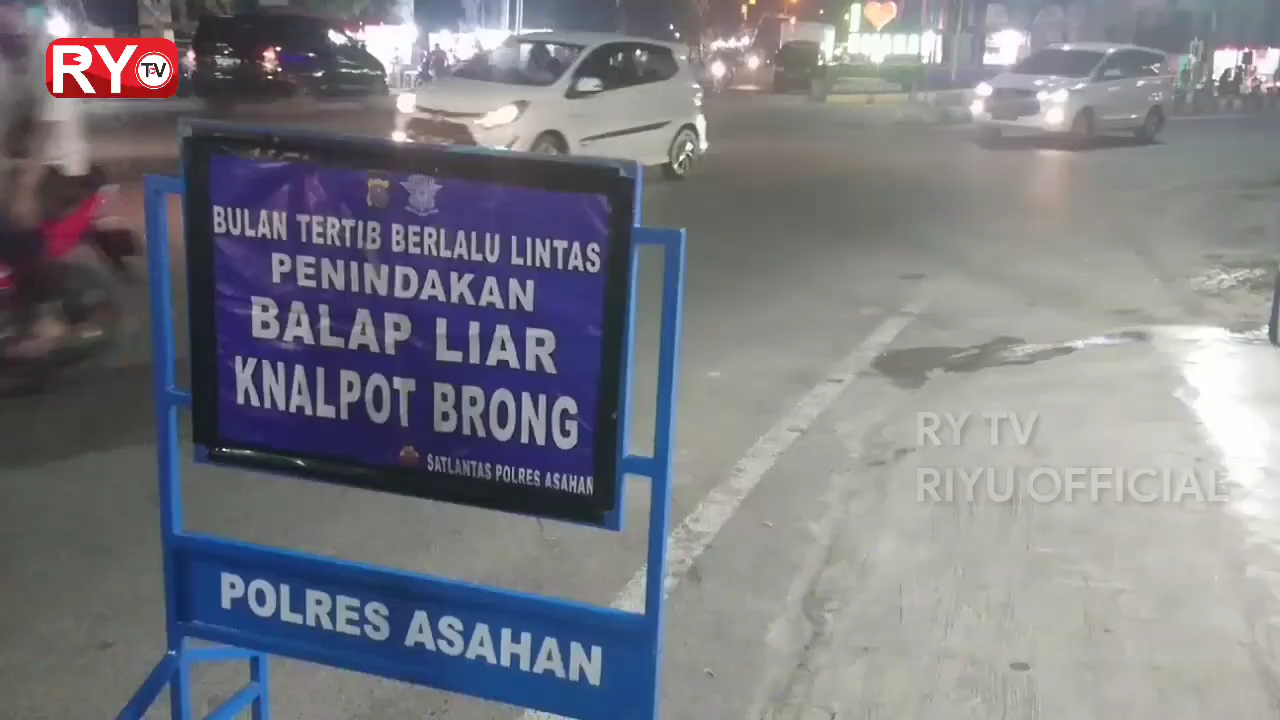 RYO TV
BULAN TERTIB BERLALU LINTAS
PENINDAKAN
BALAP LIAR
KNALPOT BRONG
SATLANTAS POLRES ASAHAN
POLRES ASAHAN
RY TV
RIYU OFFICIAL